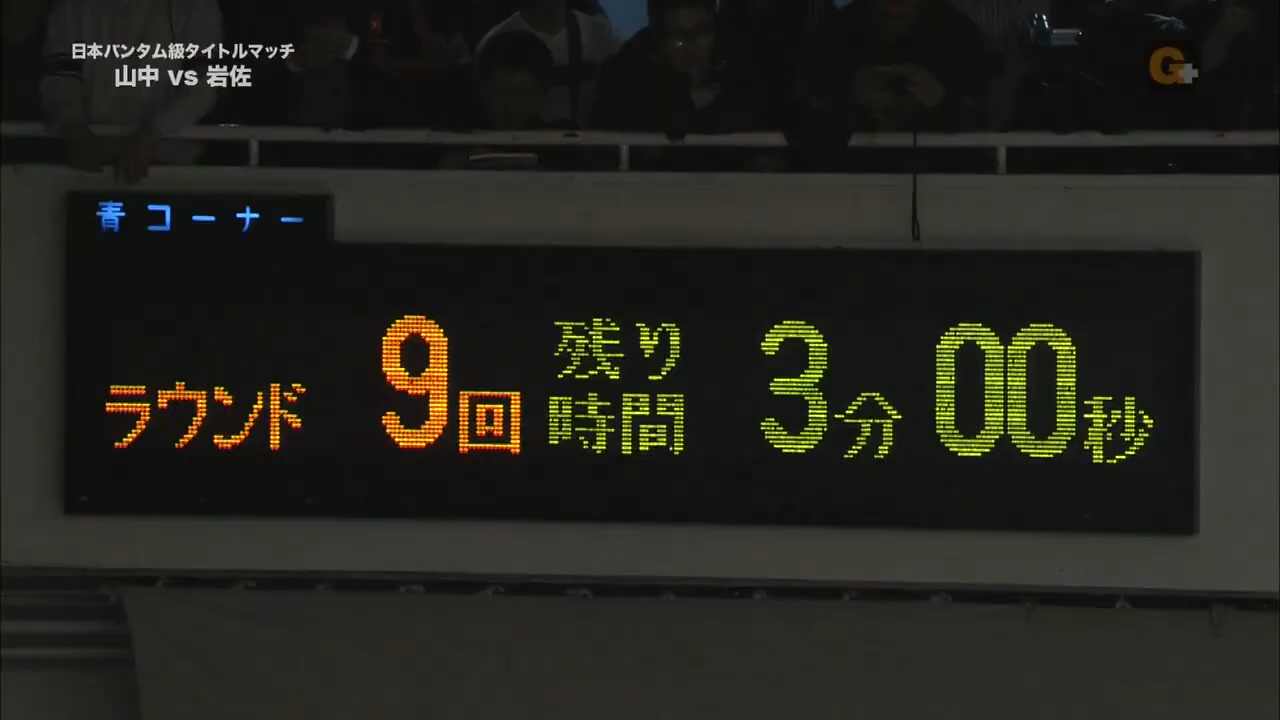 日本バンタム級タイトルマッチ
山中 vs 岩佐
G+
青コーナー
ラウンド 9回 残り時間 3分00秒